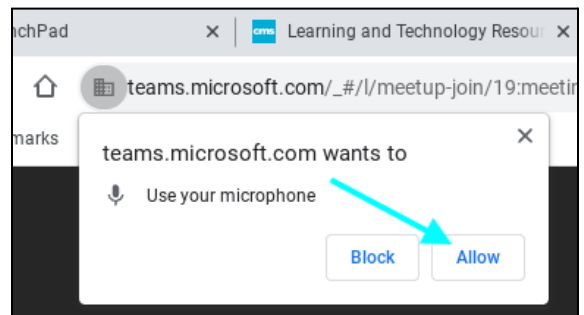 nchPad
cms Learning and Technology Resour
teams.microsoft.com/_#/l/meetup-join/19:meetin
marks
teams.microsoft.com wants to
Use your microphone
Block Allow